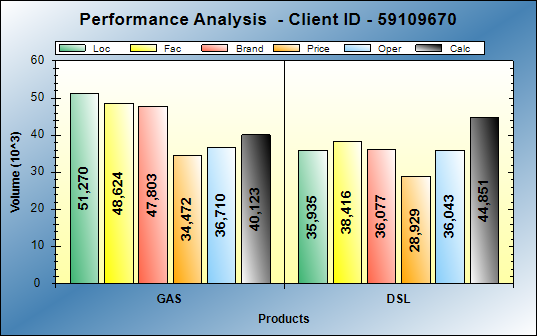 Performance Analysis - Client ID - 59109670
Loc Fac Brand Price Oper Calc
Volume (10^3)
60
50
40
30
20
10
0
51,270 48,624 47,803 34,472 36,710 40,123 35,935 38,416 36,077 28,929 36,043 44,851
GAS DSL
Products